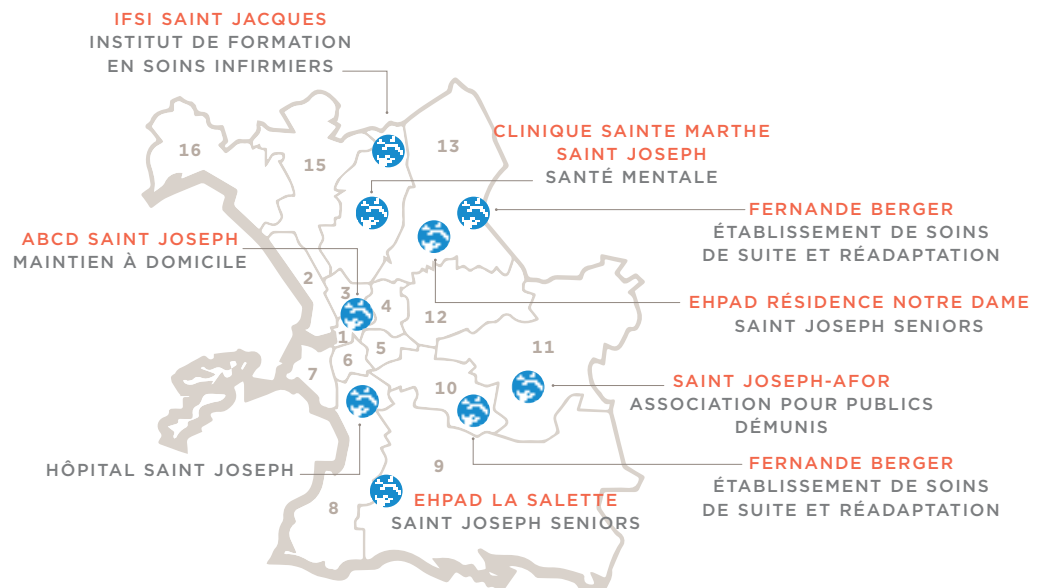 IFSI SAINT JACQUES
INSTITUT DE FORMATION
EN SOINS INFIRMIERS
CLINIQUE SAINTE MARTHE
SAINT JOSEPH
SANTÉ MENTALE
16
15
13
FERNANDE BERGER
ÉTABLISSEMENT DE SOINS
DE SUITE ET RÉADAPTATION
ABCD SAINT JOSEPH
MAINTIEN À DOMICILE
2
3
4
12
EHPAD RÉSIDENCE NOTRE DAME
SAINT JOSEPH SENIORS
1
5
11
6
7
10
SAINT JOSEPH-AFOR
ASSOCIATION POUR PUBLICS
DÉMUNIS
HÔPITAL SAINT JOSEPH
9
FERNANDE BERGER
ÉTABLISSEMENT DE SOINS
DE SUITE ET RÉADAPTATION
8
EHPAD LA SALETTE
SAINT JOSEPH SENIORS